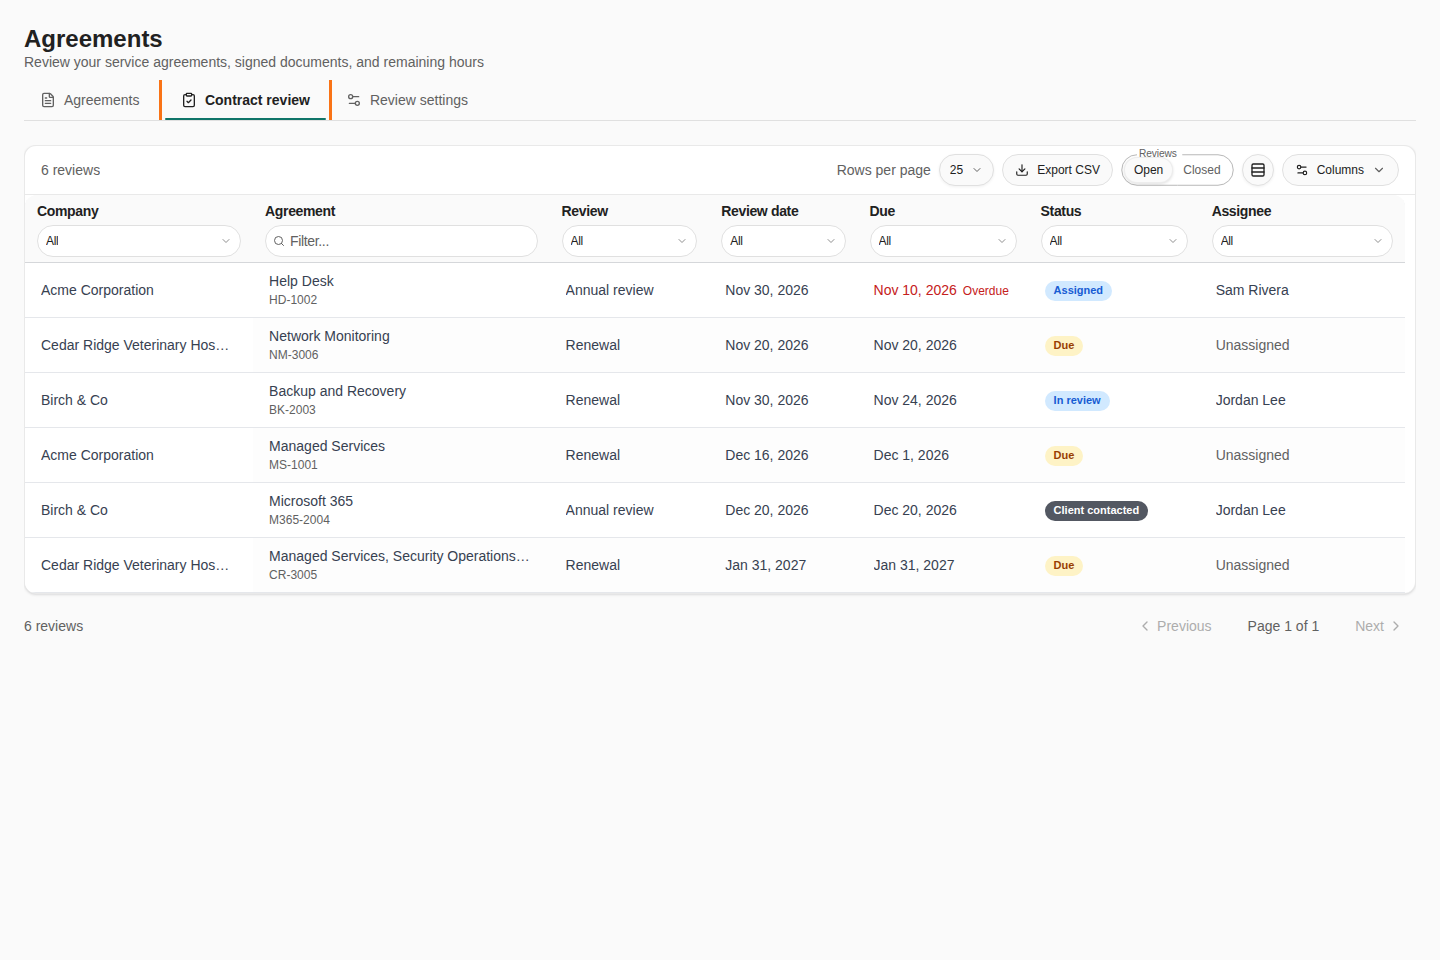 Agreements
Review your service agreements, signed documents, and remaining hours
Agreements Contract review Review settings
6 reviews Rows per page 25 Export CSV Reviews Open Closed Columns
Company Agreement Review Review date Due Status Assignee
All Filter... All All All All All
Acme Corporation Help Desk HD-1002 Annual review Nov 30, 2026 Nov 10, 2026 Overdue Assigned Sam Rivera
Cedar Ridge Veterinary Hos… Network Monitoring NM-3006 Renewal Nov 20, 2026 Nov 20, 2026 Due Unassigned
Birch & Co Backup and Recovery BK-2003 Renewal Nov 30, 2026 Nov 24, 2026 In review Jordan Lee
Acme Corporation Managed Services MS-1001 Renewal Dec 16, 2026 Dec 1, 2026 Due Unassigned
Birch & Co Microsoft 365 M365-2004 Annual review Dec 20, 2026 Dec 20, 2026 Client contacted Jordan Lee
Cedar Ridge Veterinary Hos… Managed Services, Security Operations… CR-3005 Renewal Jan 31, 2027 Jan 31, 2027 Due Unassigned
6 reviews Previous Page 1 of 1 Next